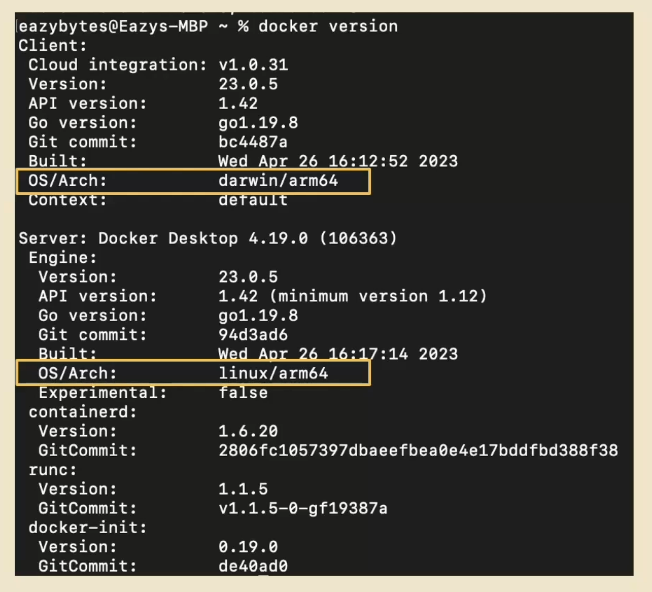 eazybytes@Eazys-MBP ~ % docker version
Client:
Cloud integration: v1.0.31
Version: 23.0.5
API version: 1.42
Go version: go1.19.8
Git commit: bc4487a
Built: Wed Apr 26 16:12:52 2023
OS/Arch: darwin/arm64
Context: default
Server: Docker Desktop 4.19.0 (106363)
Engine:
Version: 23.0.5
API version: 1.42 (minimum version 1.12)
Go version: go1.19.8
Git commit: 94d3ad6
Built: Wed Apr 26 16:17:14 2023
OS/Arch: linux/arm64
Experimental: false
containerd:
Version: 1.6.20
GitCommit: 2806fc1057397dbaeefbea0e4e17bddfbd388f38
runc:
Version: 1.1.5
GitCommit: v1.1.5-0-gf19387a
docker-init:
Version: 0.19.0
GitCommit: de40ad0